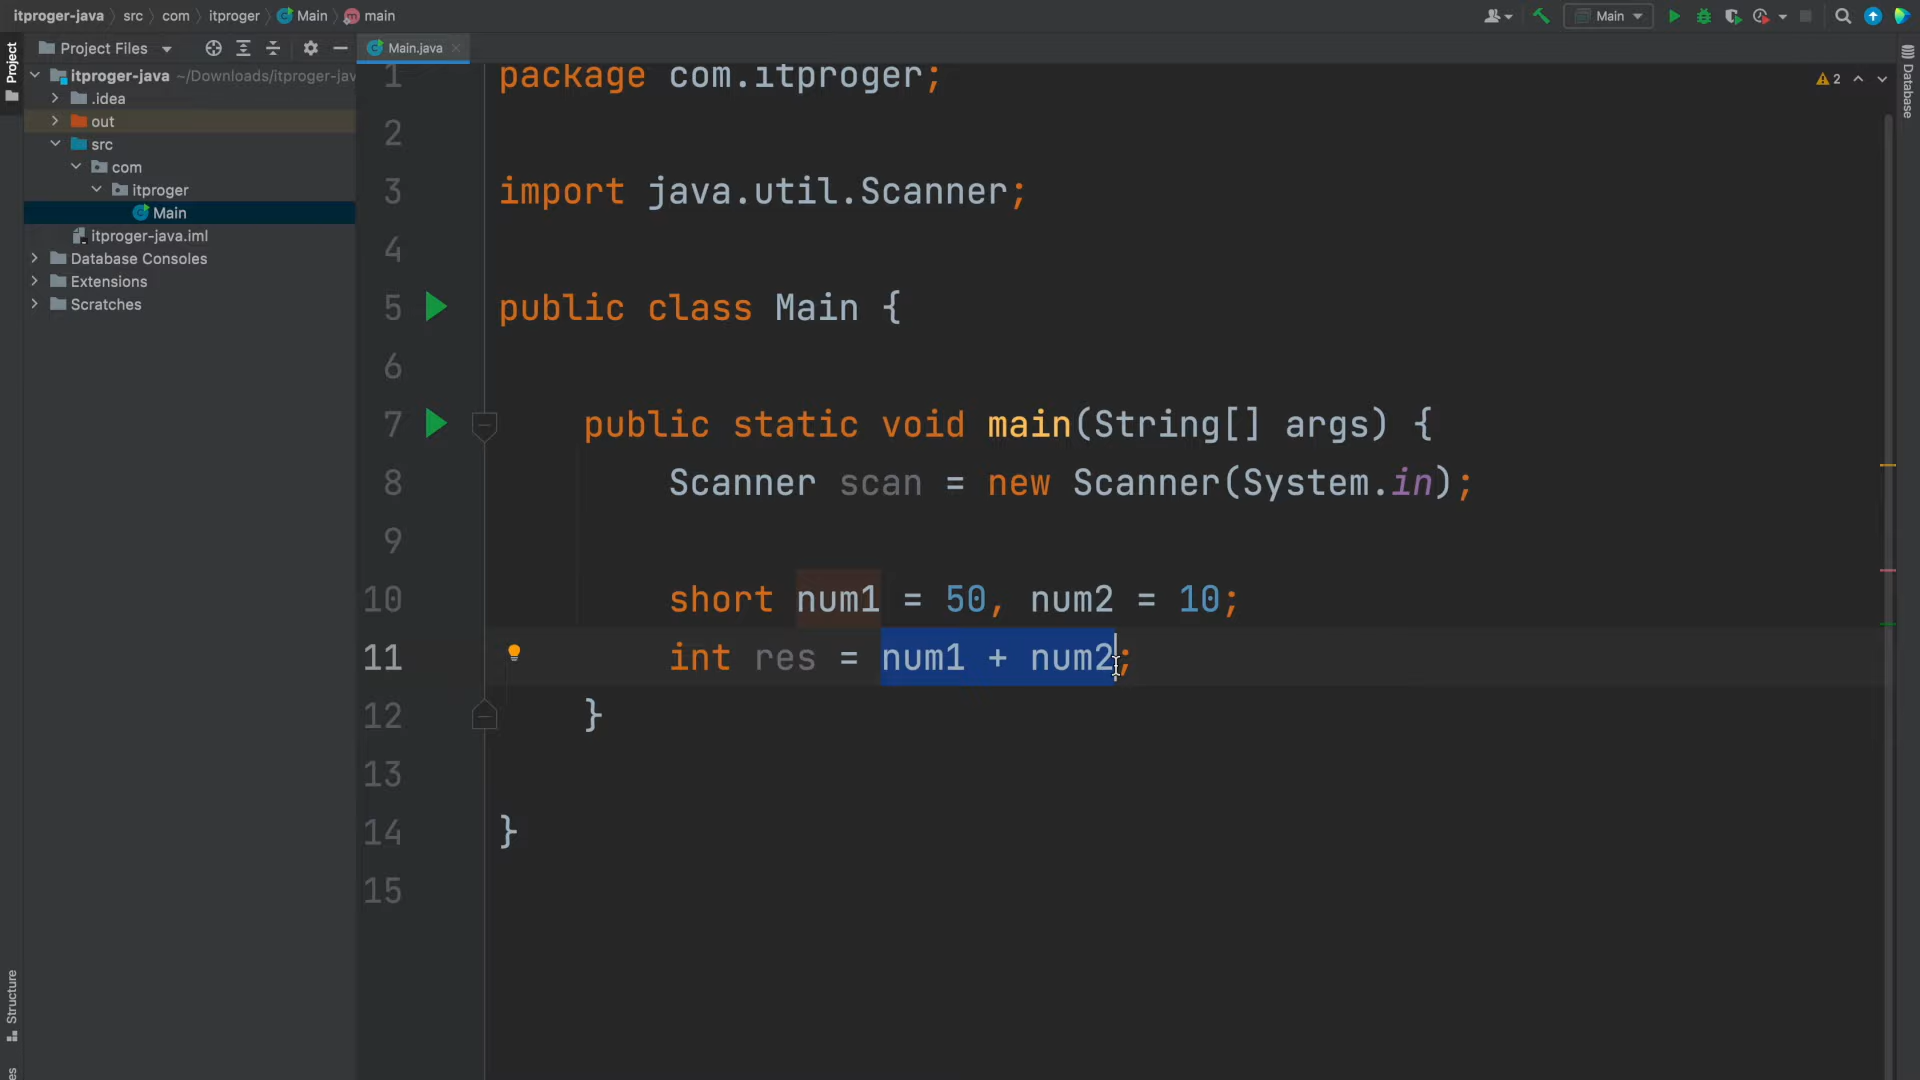 itproger-java src com itproger Main main
Main
Project
Project Files
Main.java
itproger-java ~/Downloads/itproger-jav
.idea
out
src
com
itproger
Main
itproger-java.iml
Database Consoles
Extensions
Scratches
1 package com.itproger;
2
3 import java.util.Scanner;
4
5 public class Main {
6
7 public static void main(String[] args) {
8 Scanner scan = new Scanner(System.in);
9
10 short num1 = 50, num2 = 10;
11 int res = num1 + num2;
12 }
13
14 }
15
2
Database
Structure
es